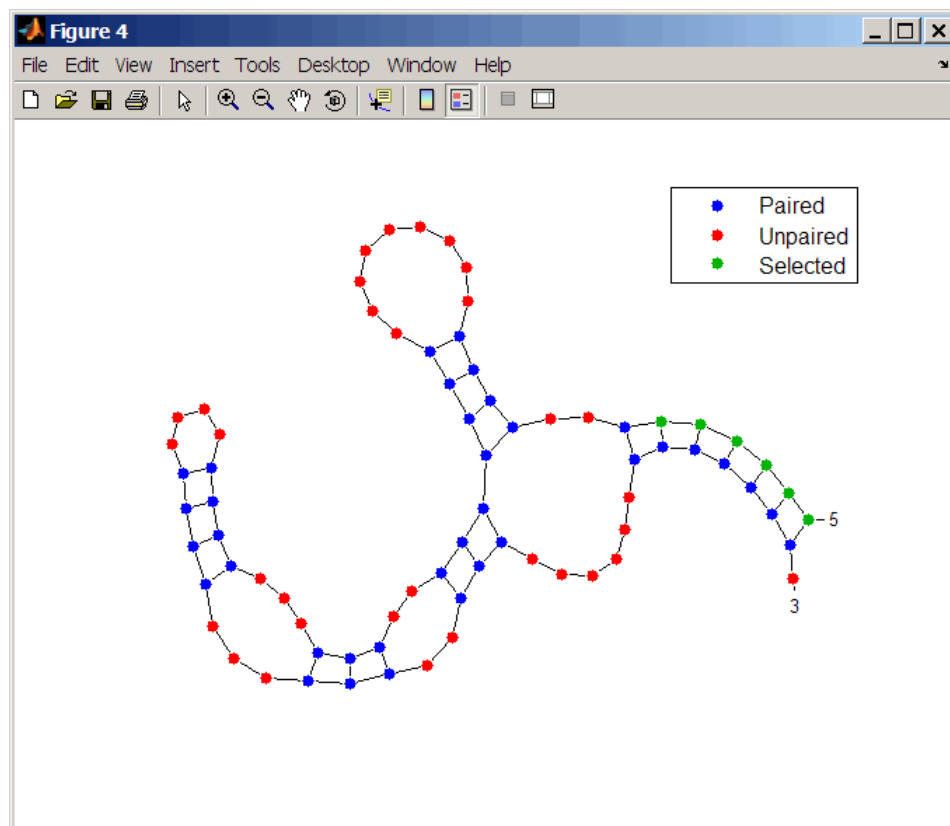 Figure 4
File Edit View Insert Tools Desktop Window Help
Paired
Unpaired
Selected
5
3